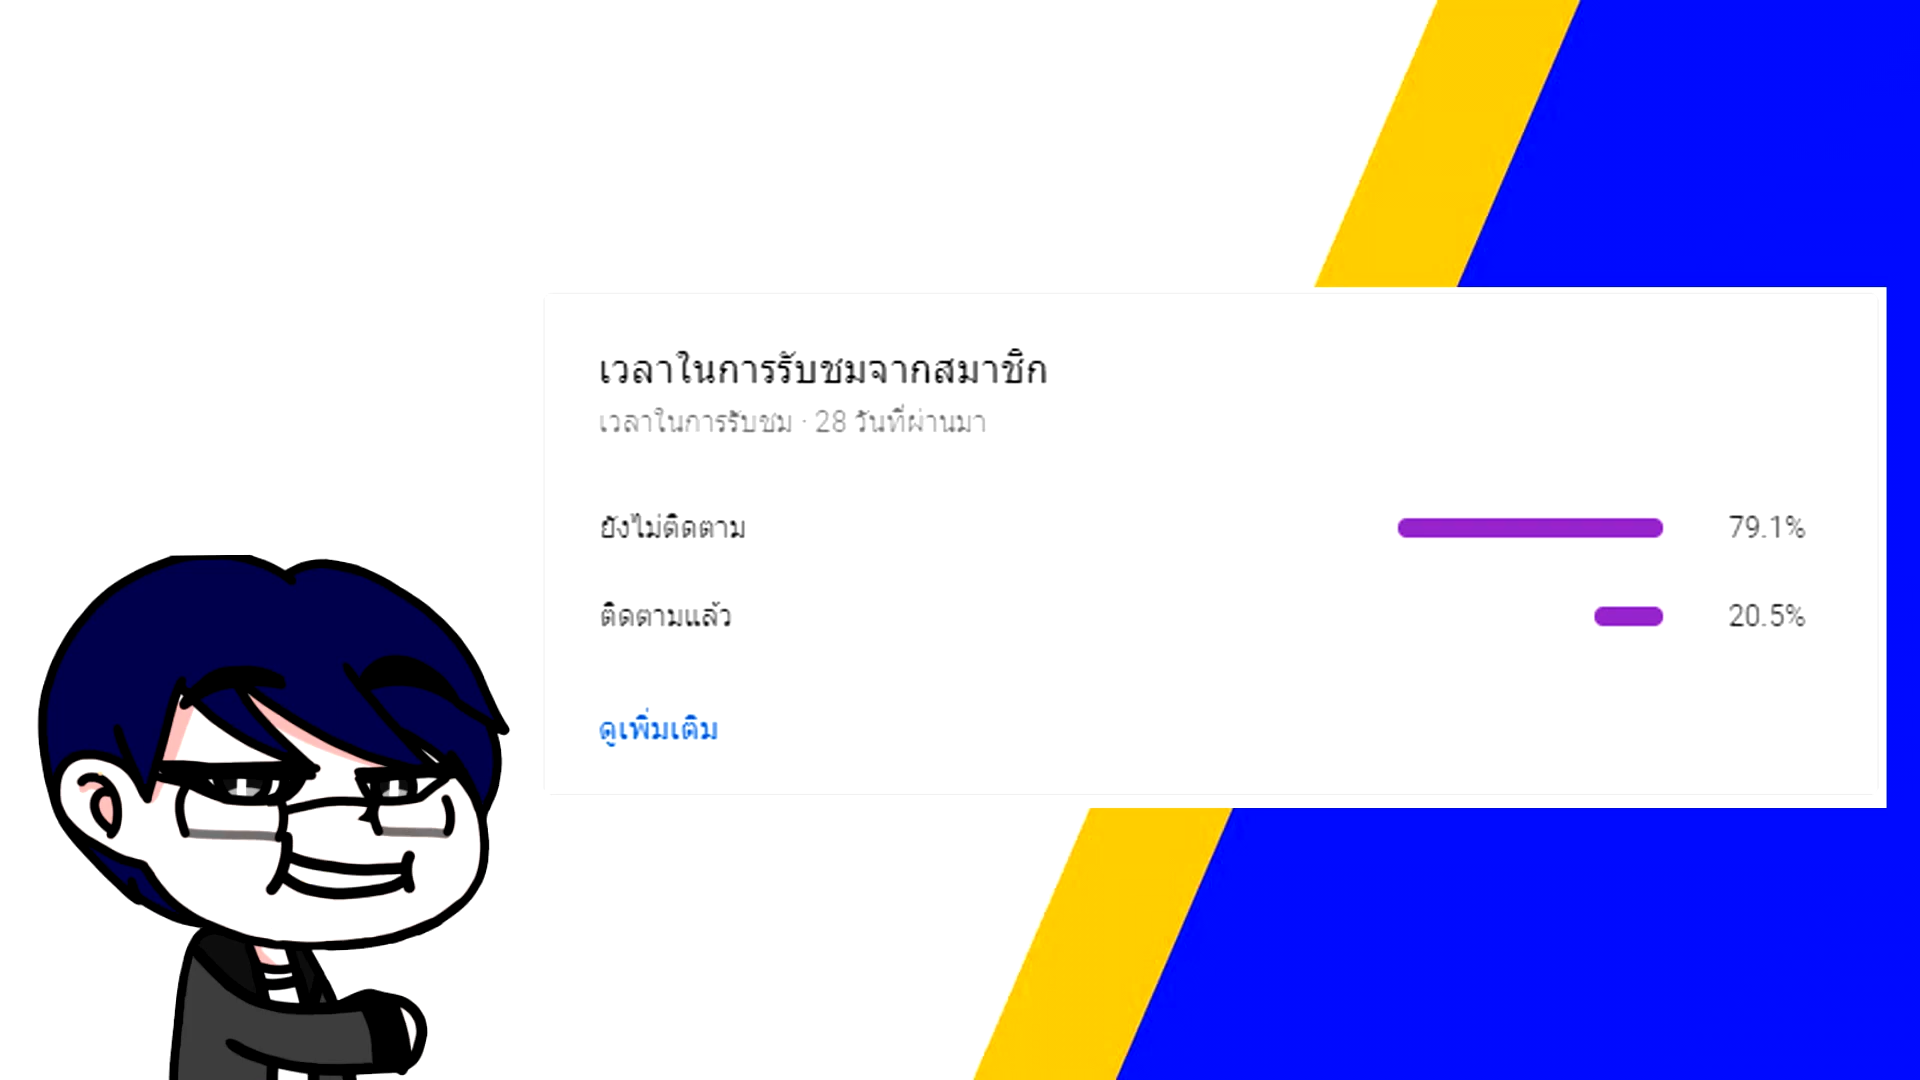 เวลาในการรับชมจากสมาชิก
เวลาในการรับชม · 28 วันที่ผ่านมา
ยังไม่ติดตาม 79.1%
ติดตามแล้ว 20.5%
ดูเพิ่มเติม